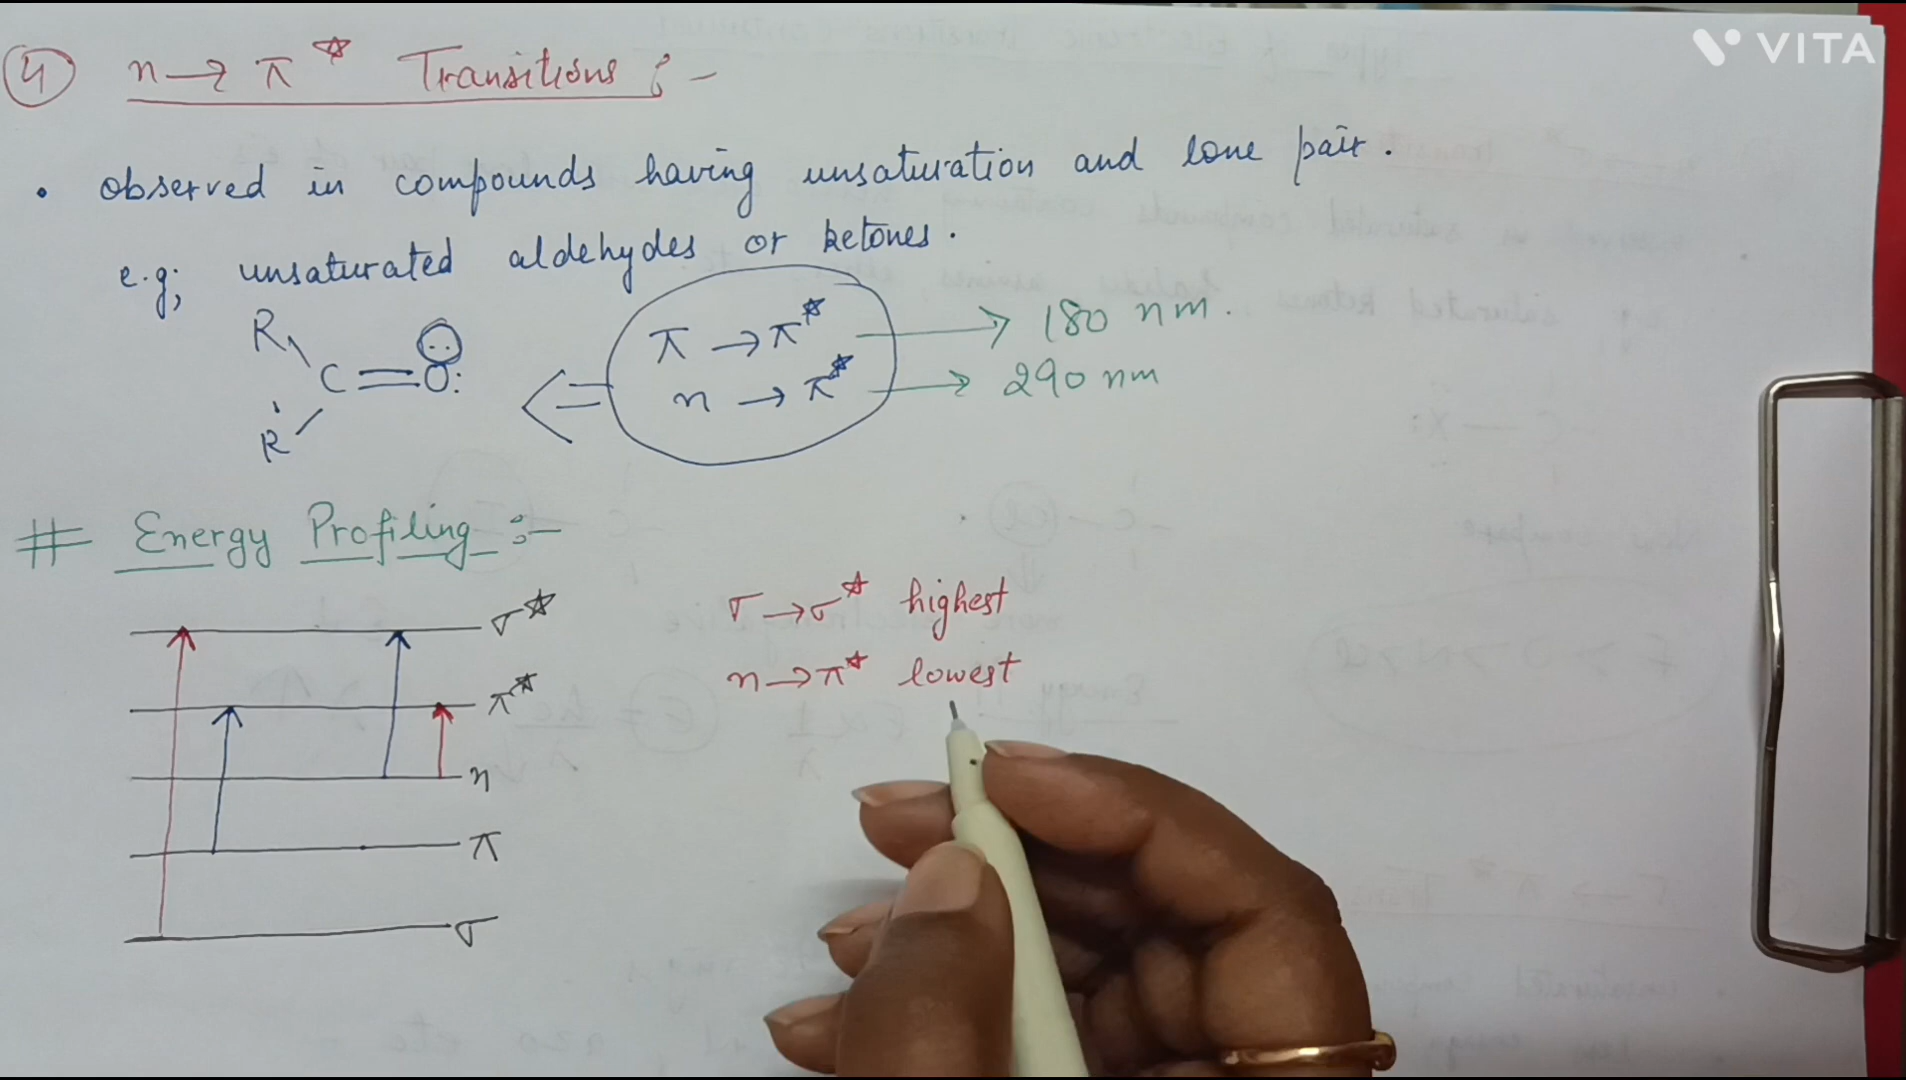 VITA
④ n→π* Transitions :-
• observed in compounds having unsaturation and lone pair.
e.g; unsaturated aldehydes or ketones.
R
C=Ö:
R'
π→π* → 180 nm.
n→π* → 290 nm
# Energy Profiling :-
σ*
π*
n
π
σ
σ→σ* highest
n→π* lowest